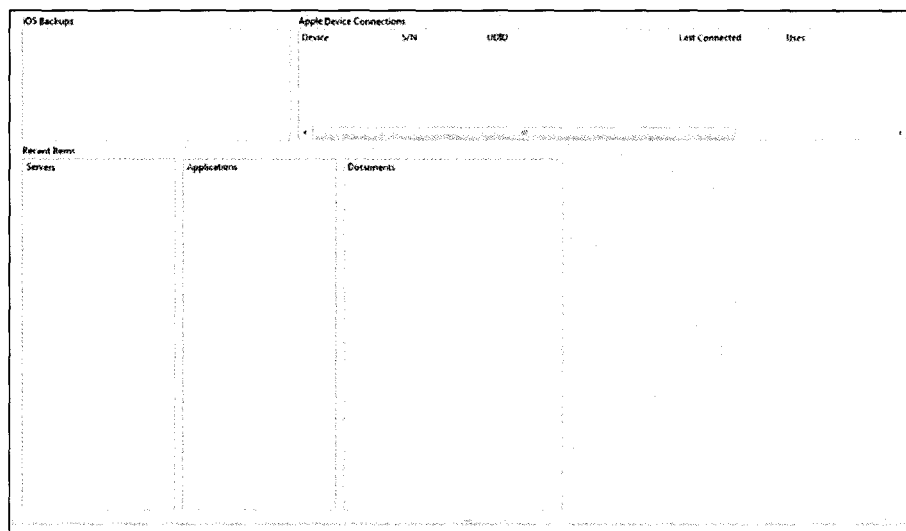 iOS Backups
Apple Device Connections
Device S/N UDID Last Connected Uses
Recent Items
Servers Applications Documents